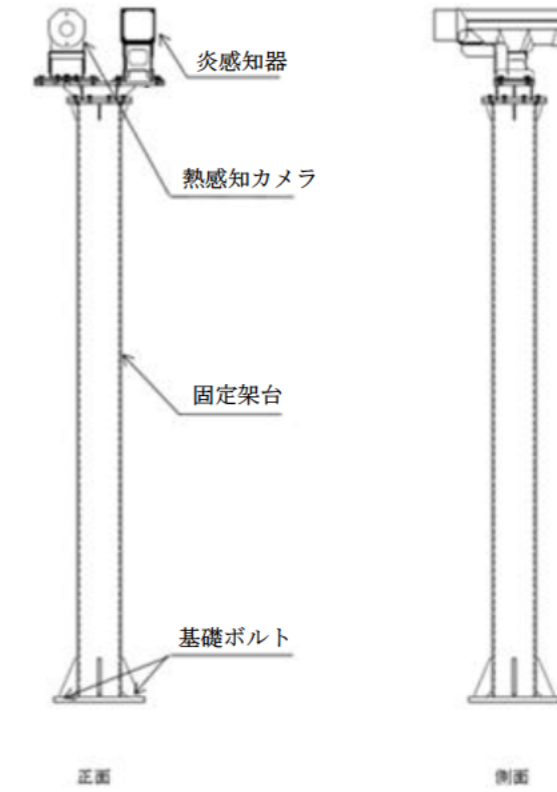 炎感知器
熱感知カメラ
固定架台
基礎ボルト
正面
側面